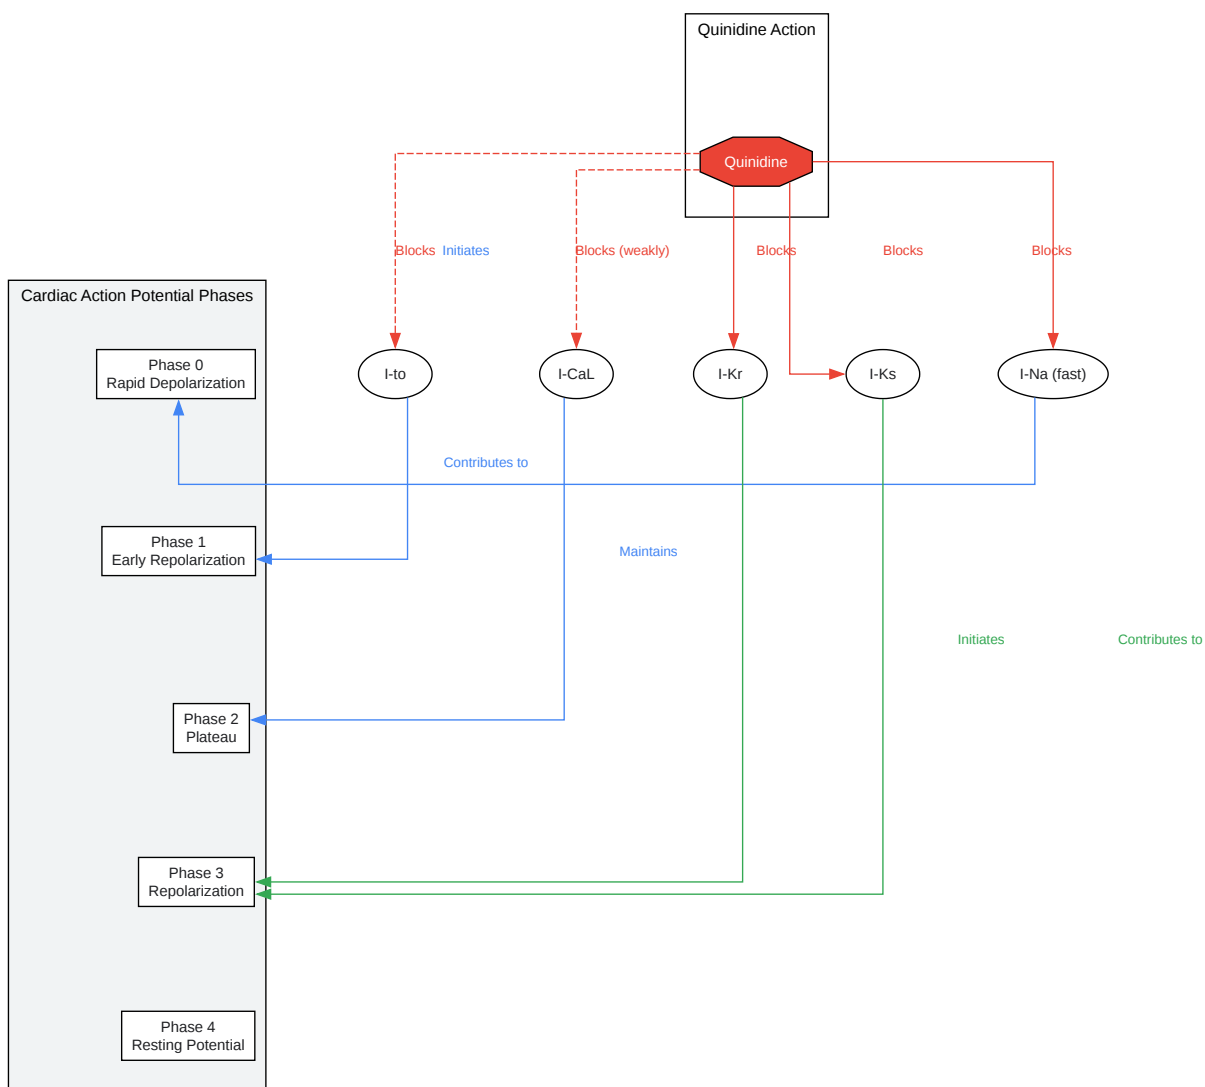 Quinidine Action
Quinidine
Blocks
Initiates
Blocks (weakly)
Blocks
Blocks
Blocks
Cardiac Action Potential Phases
Phase 0
Rapid Depolarization
I-to
I-CaL
I-Kr
I-Ks
I-Na (fast)
Contributes to
Phase 1
Early Repolarization
Maintains
Initiates
Contributes to
Phase 2
Plateau
Phase 3
Repolarization
Phase 4
Resting Potential